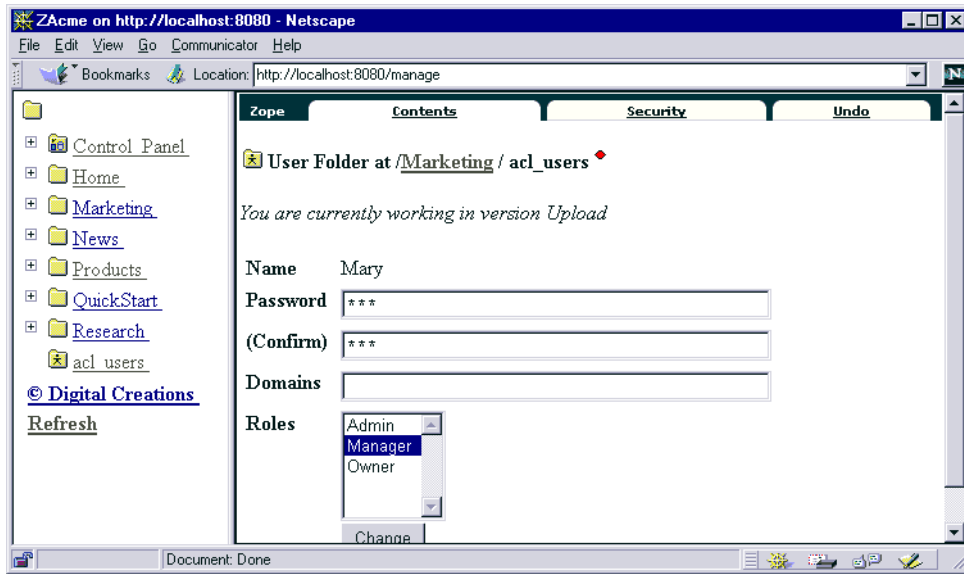 ZAcme on http://localhost:8080 - Netscape
File Edit View Go Communicator Help
Bookmarks Location: http://localhost:8080/manage N
Control Panel
Home
Marketing
News
Products
QuickStart
Research
acl_users
© Digital Creations
Refresh
Zope Contents Security Undo
User Folder at /Marketing / acl_users
You are currently working in version Upload
Name Mary
Password ***
(Confirm) ***
Domains
Roles Admin
Manager
Owner
Change
Document: Done